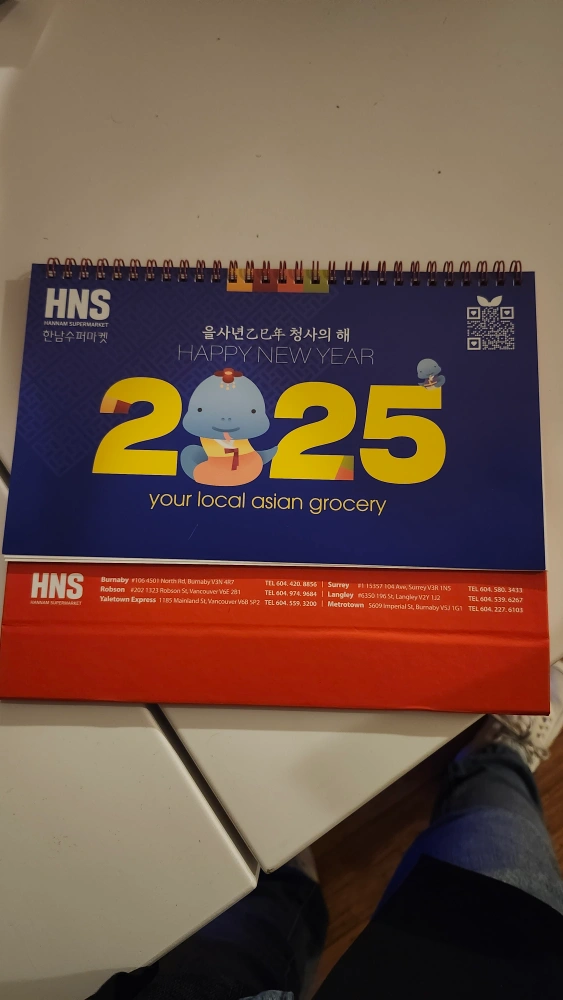 HNS
HANNAM SUPERMARKET
한남수퍼마켓
을사년乙巳年 청사의 해
HAPPY NEW YEAR
2025
your local asian grocery
HNS
HANNAM SUPERMARKET
Burnaby #106 4501 North Rd, Burnaby V3N 4R7 TEL 604. 420. 8856
Robson #202 1323 Robson St, Vancouver V6E 2B1 TEL 604. 974. 9684
Yaletown Express 1185 Mainland St, Vancouver V6B 5P2 TEL 604. 559. 3200
Surrey #1 15357 104 Ave, Surrey V3R 1N5 TEL 604. 580. 3433
Langley #6350 196 St, Langley V2Y 1J2 TEL 604. 539. 6262
Metrotown 5609 Imperial St, Burnaby V5J 1G1 TEL 604. 227. 6103